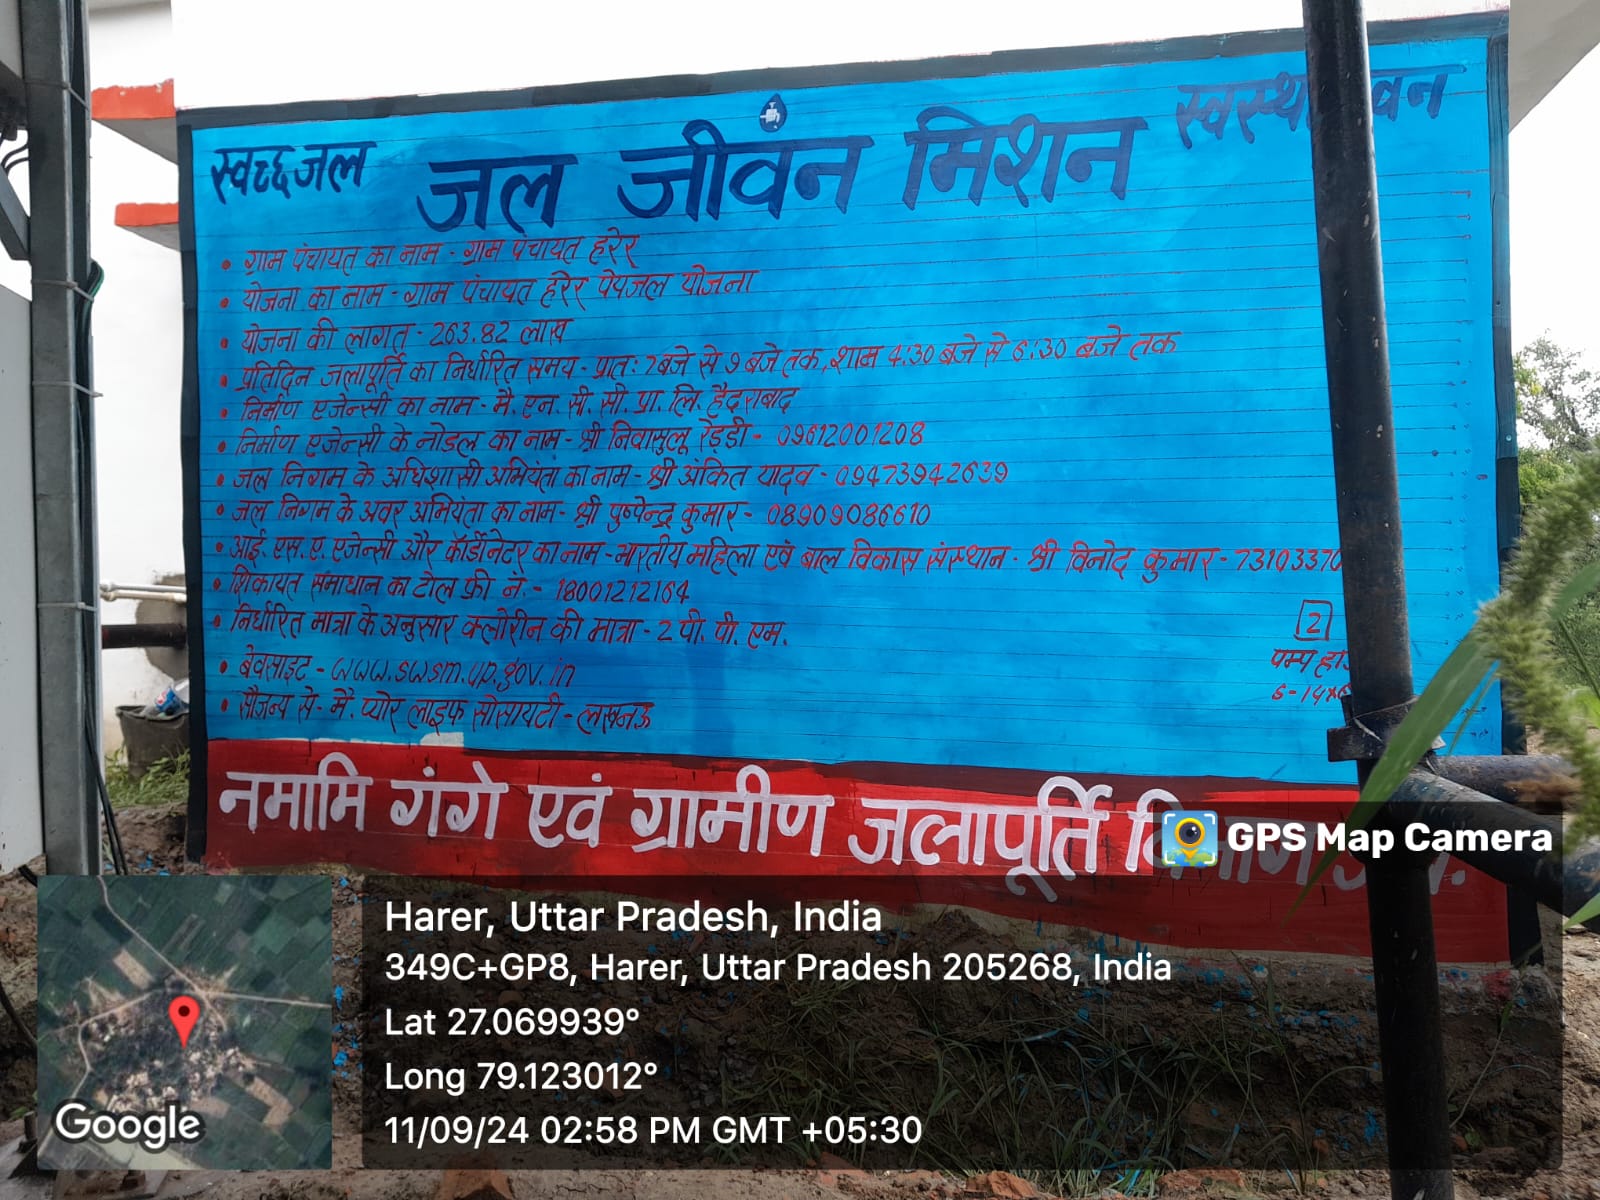 स्वच्छ जल
जल जीवन मिशन
स्वस्थ
वन
• ग्राम पंचायत का नाम - ग्राम पंचायत हरेर
• योजना का नाम - ग्राम पंचायत हरेर पेयजल योजना
• योजना की लागत - 263.82 लाख
• प्रतिदिन जलापूर्ति का निर्धारित समय - प्रातः 7 बजे से 9 बजे तक, शाम 4:30 बजे से 6:30 बजे तक
• निर्माण एजेन्सी का नाम - मै. एन. सी. सी. प्रा. लि. हैदराबाद
• निर्माण एजेन्सी के नोडल का नाम - श्री निवासुलू रेड्डी - 09612001208
• जल निगम के अधिशासी अभियंता का नाम - श्री अंकित यादव - 09473942639
• जल निगम के अवर अभियंता का नाम - श्री पुष्पेन्द्र कुमार - 08909086610
• आई. एस. ए. एजेन्सी और कॉर्डीनेटर का नाम - भारतीय महिला एवं बाल विकास संस्थान - श्री विनोद कुमार - 73103370
• शिकायत समाधान का टोल फ्री नं. - 18001212164
• निर्धारित मात्रा के अनुसार क्लोरीन की मात्रा - 2 पी. पी. एम.
• बेवसाइट - www.swsm.up.gov.in
• सौजन्य से - मै. प्योर लाइफ सोसायटी - लखनऊ
2
पम्प हा
6-14x6
नमामि गंगे एवं ग्रामीण जलापूर्ति
GPS Map Camera
Harer, Uttar Pradesh, India
349C+GP8, Harer, Uttar Pradesh 205268, India
Lat 27.069939°
Long 79.123012°
11/09/24 02:58 PM GMT +05:30
Google